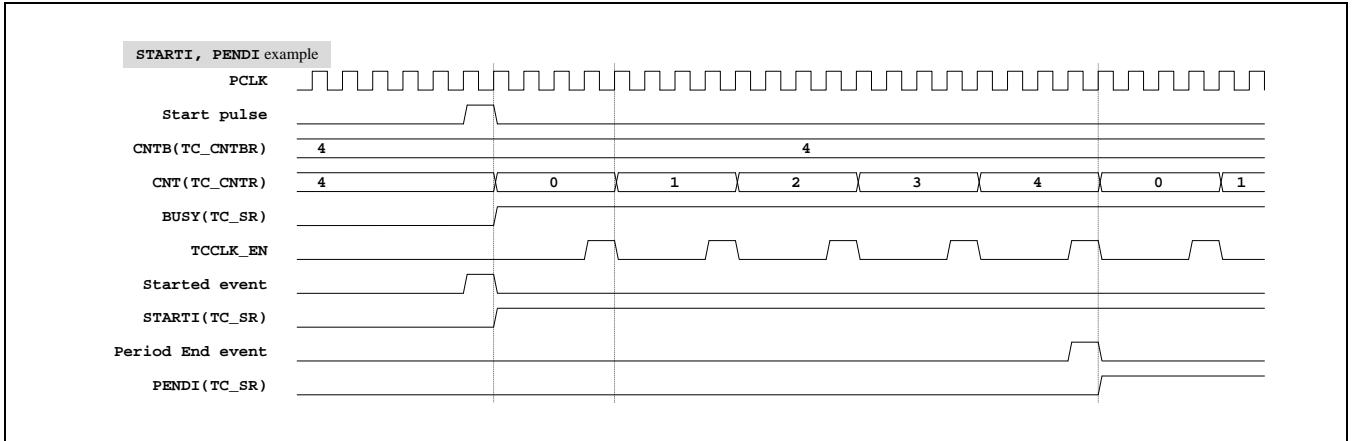 STARTI, PENDI example
PCLK
Start pulse
CNTB(TC_CNTBR) 4 4
CNT(TC_CNTR) 4 0 1 2 3 4 0 1
BUSY(TC_SR)
TCCLK_EN
Started event
STARTI(TC_SR)
Period End event
PENDI(TC_SR)